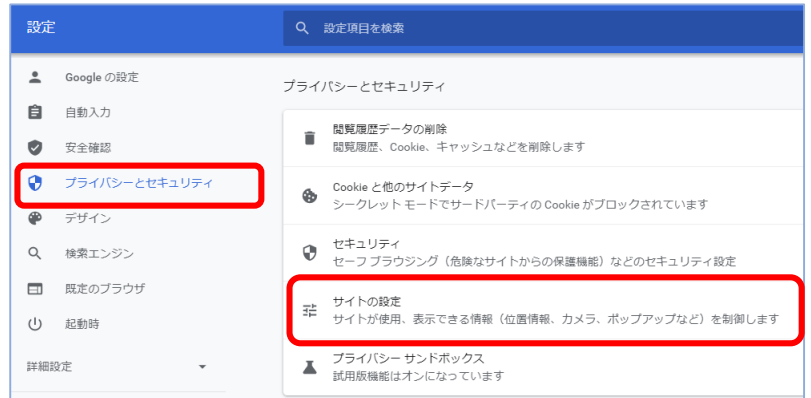 設定
設定項目を検索
Google の設定
自動入力
安全確認
プライバシーとセキュリティ
デザイン
検索エンジン
既定のブラウザ
起動時
詳細設定
プライバシーとセキュリティ
閲覧履歴データの削除
閲覧履歴、Cookie、キャッシュなどを削除します
Cookie と他のサイトデータ
シークレット モードでサードパーティの Cookie がブロックされています
セキュリティ
セーフ ブラウジング（危険なサイトからの保護機能）などのセキュリティ設定
サイトの設定
サイトが使用、表示できる情報（位置情報、カメラ、ポップアップなど）を制御します
プライバシー サンドボックス
試用版機能はオンになっています